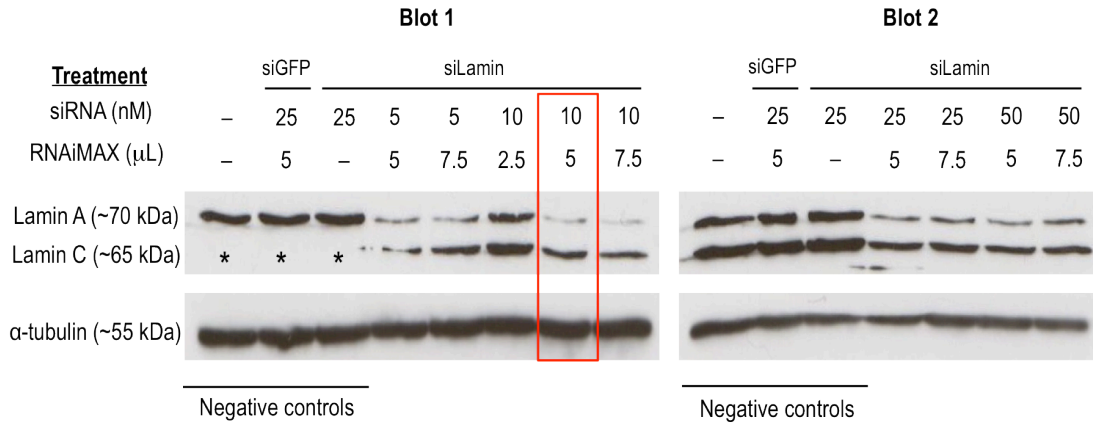 Blot 1 Blot 2
siGFP siLamin siGFP siLamin
Treatment
siRNA (nM) – 25 25 5 5 10 10 10 – 25 25 25 25 50 50
RNAiMAX (µL) – 5 – 5 7.5 2.5 5 7.5 – 5 – 5 7.5 5 7.5
Lamin A (~70 kDa)
Lamin C (~65 kDa) * * *
α-tubulin (~55 kDa)
Negative controls Negative controls